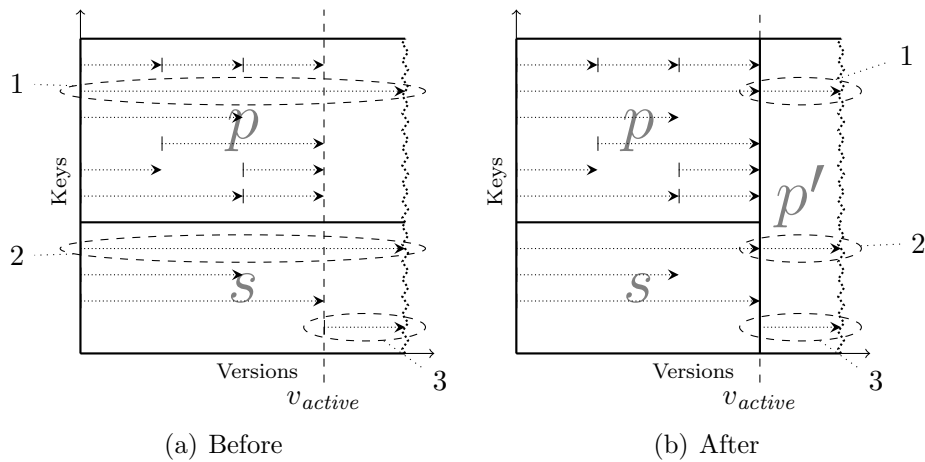 1
p
Keys
2
s
3
Versions
v_active
(a) Before
1
p
Keys
p′
2
s
3
Versions
v_active
(b) After